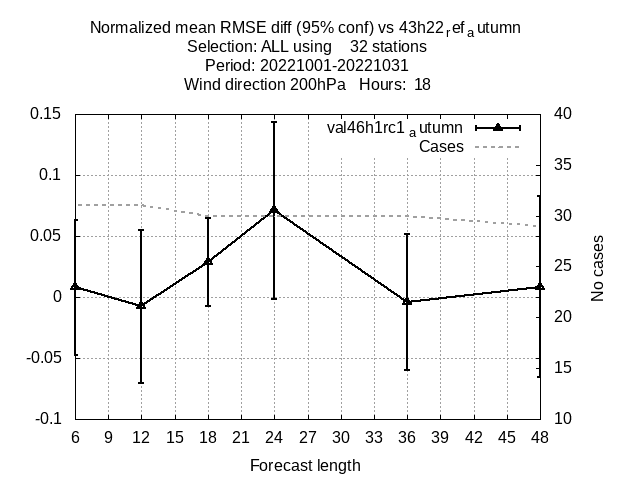 Normalized mean RMSE diff (95% conf) vs 43h22ref autumn
Selection: ALL using 32 stations
Period: 20221001-20221031
Wind direction 200hPa Hours: 18
0.15
0.1
0.05
0
-0.05
-0.1
40
35
30
25
20
15
10
val46h1rc1autumn
Cases
No cases
6 9 12 15 18 21 24 27 30 33 36 39 42 45 48
Forecast length